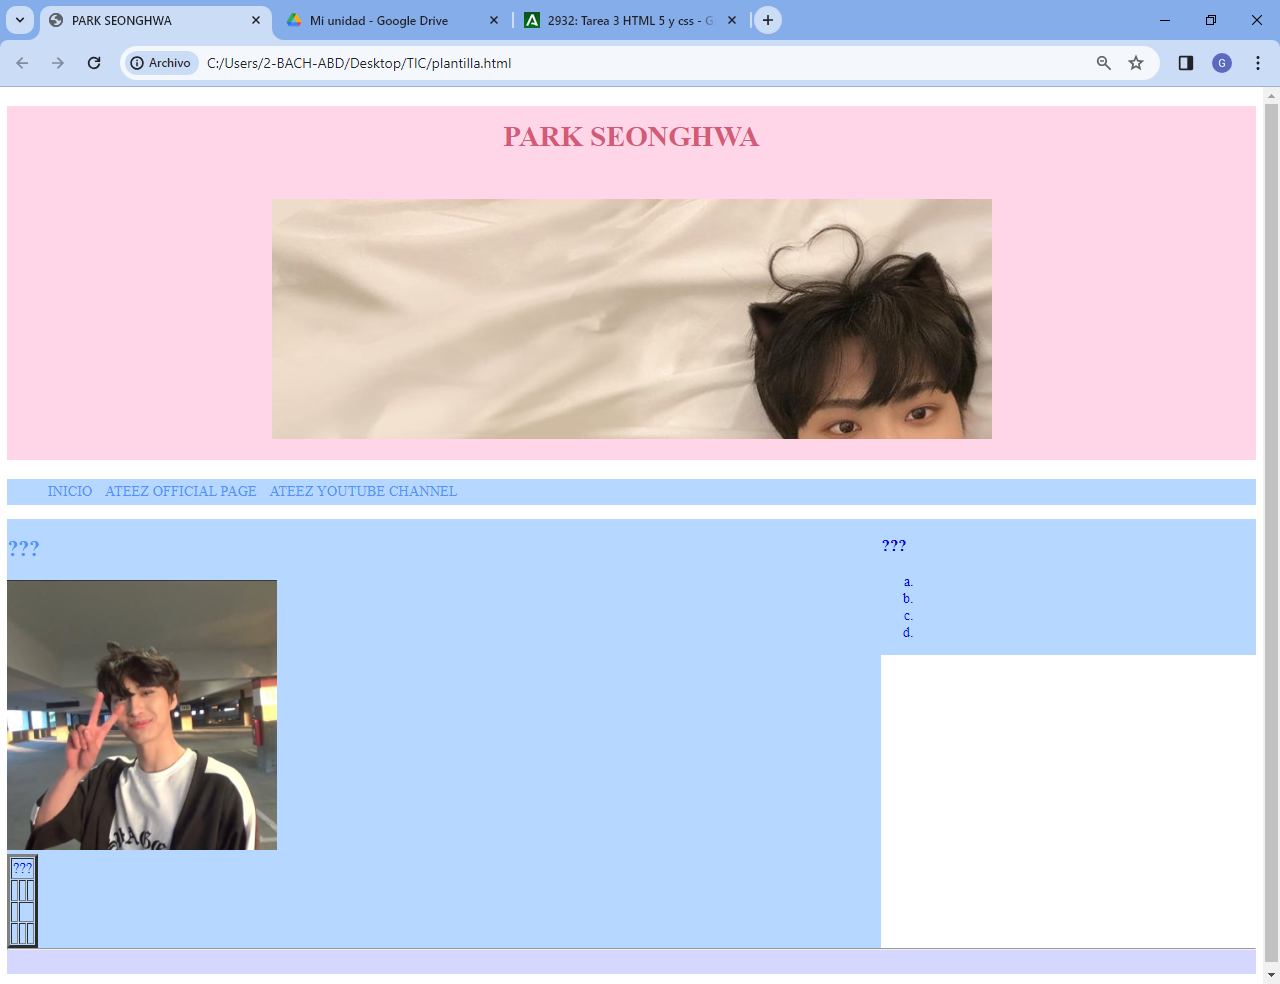 PARK SEONGHWA
Mi unidad - Google Drive
2932: Tarea 3 HTML 5 y css - G
Archivo
C:/Users/2-BACH-ABD/Desktop/TIC/plantilla.html
G
PARK SEONGHWA
INICIO ATEEZ OFFICIAL PAGE ATEEZ YOUTUBE CHANNEL
???
???
a.
b.
c.
d.
???